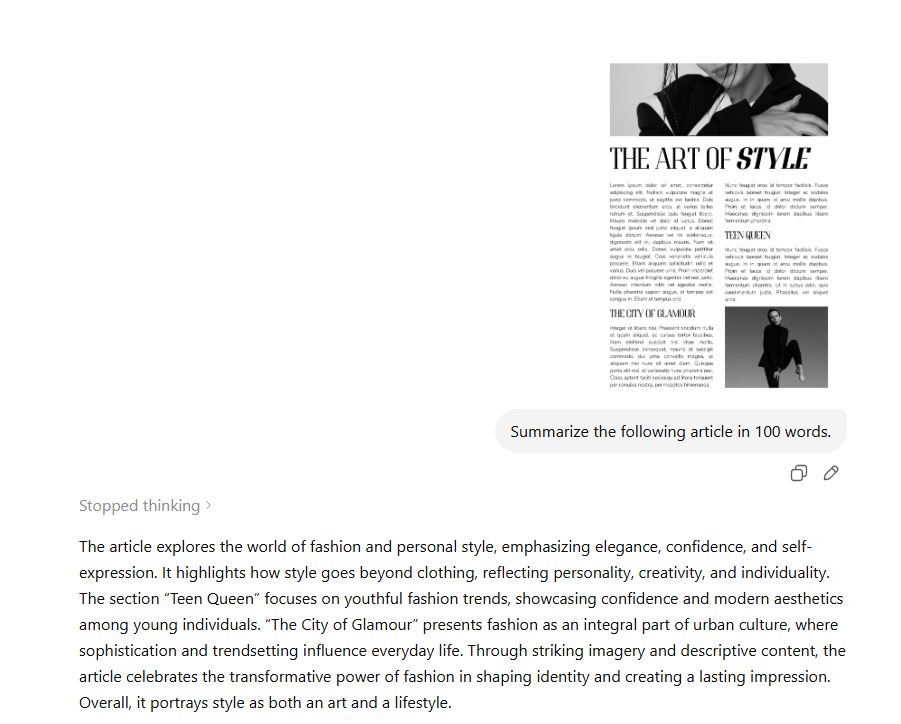 THE ART OF STYLE
Lorem ipsum dolor sit amet, consectetur
adipiscing elit. Nullam vulputate magna at
justo commodo, at sagittis est lacinia. Duis
tincidunt elementum eros, at varius tellus
rutrum et. Suspendisse quis feugiat libero.
Mauris molestie vel dolor id luctus. Donec
feugiat ipsum sed justo aliquet, a aliquam
ligula dictum. Aenean vel mi scelerisque,
dignissim elit in, dapibus mauris. Nam sit
amet eros odio. Donec vulputate porttitor
augue in feugiat. Cras venenatis vehicula
posuere. Etiam aliquam sollicitudin odio et
varius. Duis vel posuere urna. Proin imperdiet
dolor eu augue fringilla egestas vel nec justo.
Aenean interdum nibh vel egestas mollis.
Nulla pharetra sapien augue, et tempus est
congue in. Etiam at tempus orci.
THE CITY OF GLAMOUR
Integer ut libero nisi. Praesent tincidunt nulla
et quam aliquet, ac cursus tortor faucibus.
Nam eleifend suscipit nisi vitae mollis.
Suspendisse consequat, mauris at suscipit
commodo, dui urna convallis magna, at
aliquam nisi nunc sit amet diam. Quisque
porta elit nisl, et venenatis nunc pharetra nec.
Class aptent taciti sociosqu ad litora torquent
per conubia nostra, per inceptos himenaeos.
Nunc feugiat eros id tempor facilisis. Fusce
vehicula laoreet feugiat. Integer ac sodales
augue. In in quam id arcu mollis dapibus.
Proin et lacus id dolor dictum semper.
Maecenas dignissim lorem dapibus libero
fermentum pharetra.
TEEN QUEEN
Nunc feugiat eros id tempor facilisis. Fusce
vehicula laoreet feugiat. Integer ac sodales
augue. In in quam id arcu mollis dapibus.
Proin et lacus id dolor dictum semper.
Maecenas dignissim lorem dapibus libero
fermentum pharetra. Ut in luctus odio, quis
condimentum justo. Phasellus vel aliquet
urna.
Summarize the following article in 100 words.
Stopped thinking
The article explores the world of fashion and personal style, emphasizing elegance, confidence, and self-
expression. It highlights how style goes beyond clothing, reflecting personality, creativity, and individuality.
The section “Teen Queen” focuses on youthful fashion trends, showcasing confidence and modern aesthetics
among young individuals. “The City of Glamour” presents fashion as an integral part of urban culture, where
sophistication and trendsetting influence everyday life. Through striking imagery and descriptive content, the
article celebrates the transformative power of fashion in shaping identity and creating a lasting impression.
Overall, it portrays style as both an art and a lifestyle.